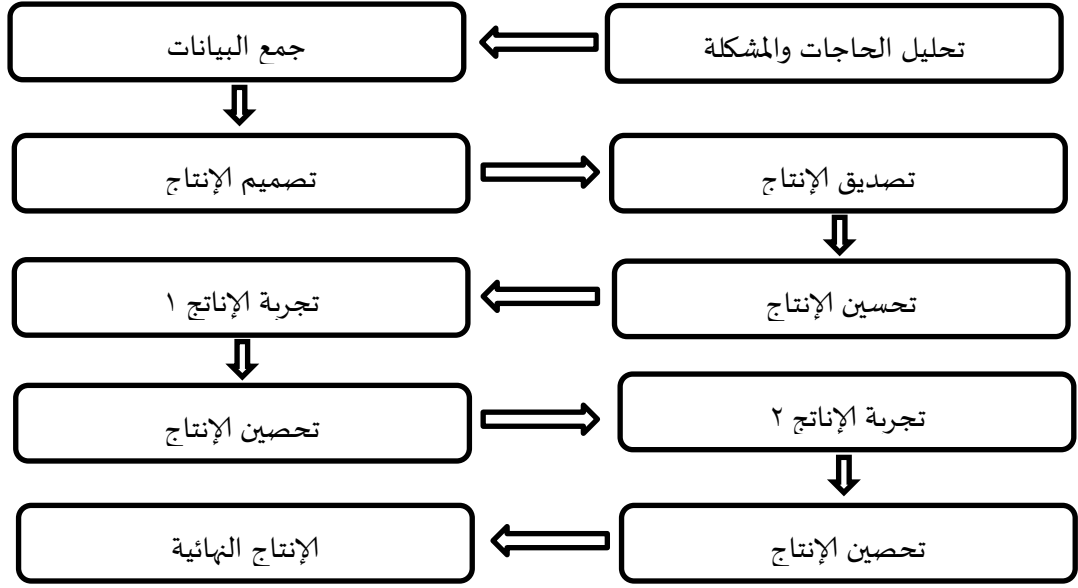 تحليل الحاجات والمشكلة
جمع البيانات
تصميم الإنتاج
تصديق الإنتاج
تحسين الإنتاج
تجربة الإناتج ١
تحصين الإنتاج
تجربة الإناتج ٢
تحصين الإنتاج
الإنتاج النهائية